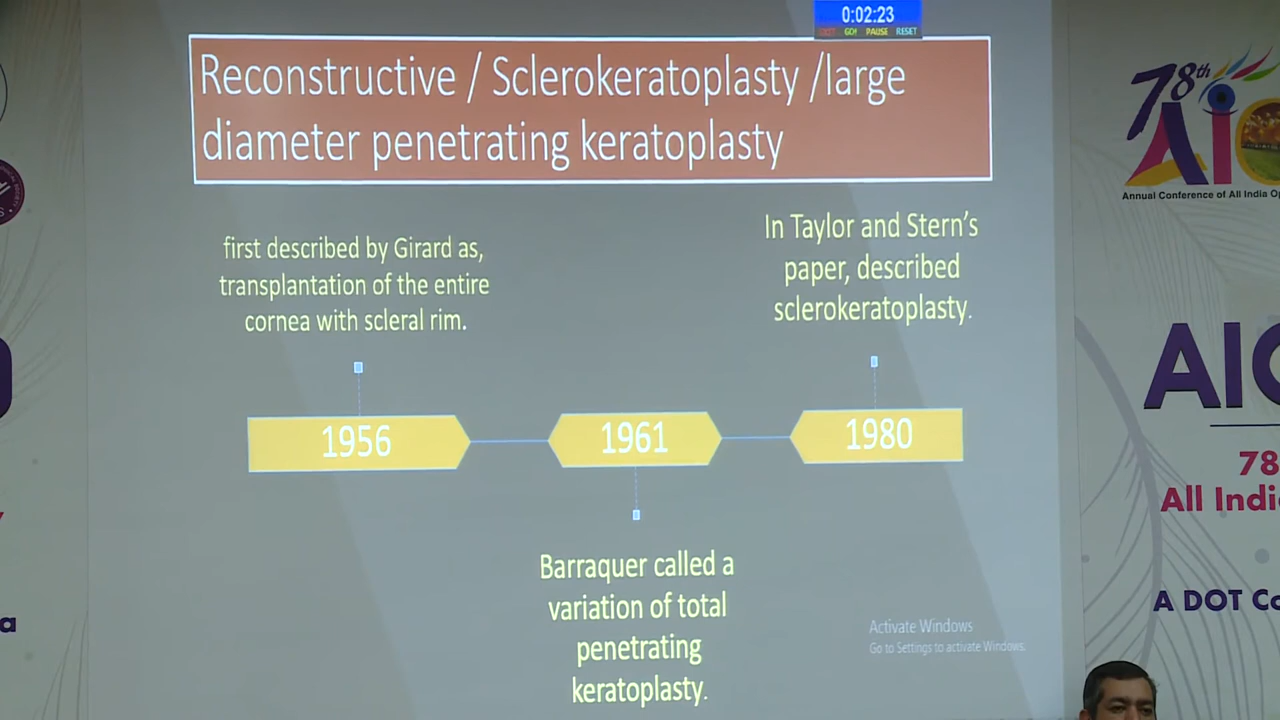 0:02:23
GO! PAUSE RESET
Reconstructive / Sclerokeratoplasty /large
diameter penetrating keratoplasty
78th
Annual Conference of All India
first described by Girard as,
transplantation of the entire
cornea with scleral rim.
In Taylor and Stern's
paper, described
sclerokeratoplasty.
1956
1961
1980
Barraquer called a
variation of total
penetrating
keratoplasty.
Activate Windows
Go to Settings to activate Windows.
78
All
A DOT